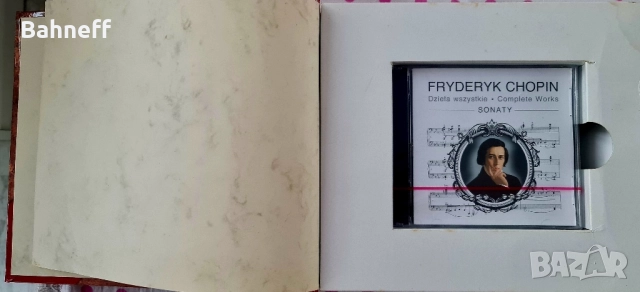 Bahneff
FRYDERYK CHOPIN
Dzieła wszystkie • Complete Works
SONATY
BAZAR